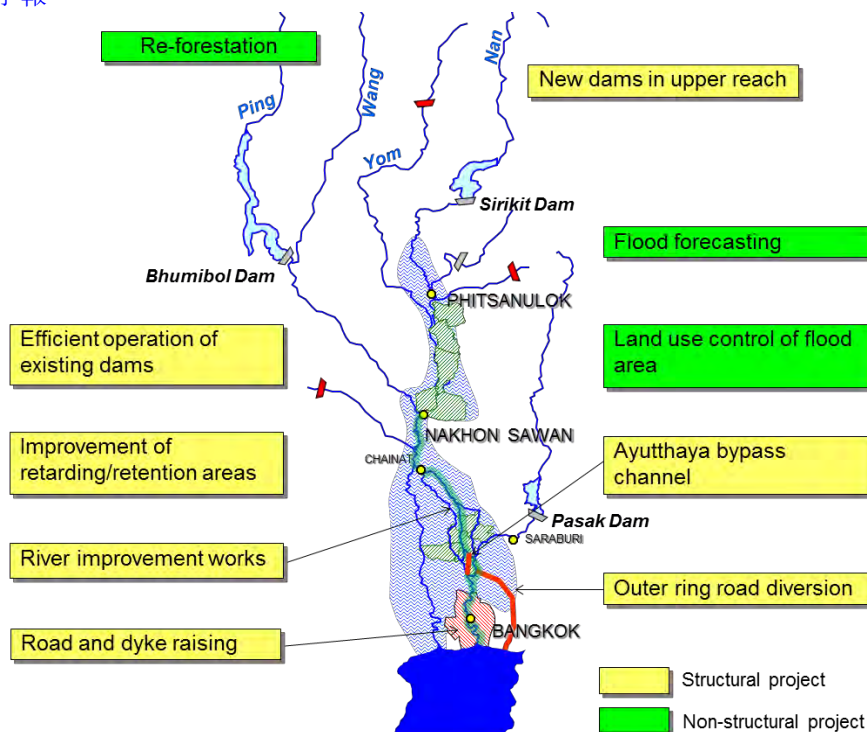 Re-forestation
Nan
Wang
New dams in upper reach
Ping
Yom
Sirikit Dam
Flood forecasting
Bhumibol Dam
PHITSANULOK
Efficient operation of
existing dams
Land use control of flood
area
NAKHON SAWAN
Improvement of
retarding/retention areas
CHAINAT
Ayutthaya bypass
channel
Pasak Dam
SARABURI
River improvement works
Outer ring road diversion
Road and dyke raising
BANGKOK
Structural project
Non-structural project